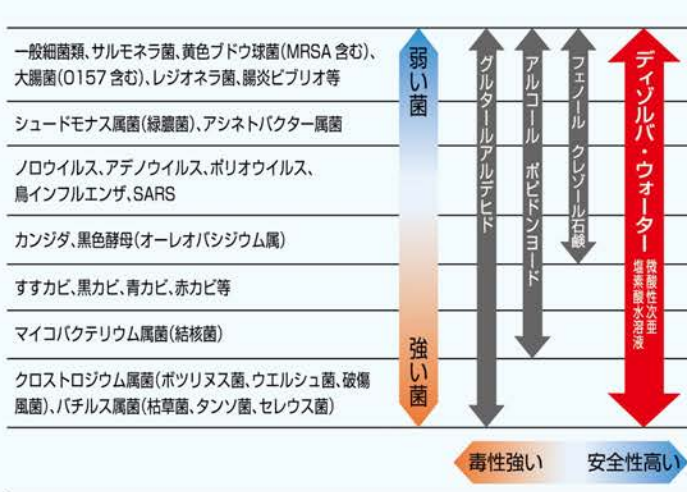 一般細菌類、サルモネラ菌、黄色ブドウ球菌(MRSA 含む)、
大腸菌(O157 含む)、レジオネラ菌、腸炎ビブリオ等
シュードモナス属菌(緑膿菌)、アシネトバクター属菌
ノロウイルス、アデノウイルス、ポリオウイルス、
鳥インフルエンザ、SARS
カンジダ、黒色酵母(オーレオバシジウム属)
すすカビ、黒カビ、青カビ、赤カビ等
マイコバクテリウム属菌(結核菌)
クロストロジウム属菌(ボツリヌス菌、ウエルシュ菌、破傷
風菌)、バチルス属菌(枯草菌、タンソ菌、セレウス菌)
弱い菌
強い菌
グルタールアルデヒド
アルコール ポビドンヨード
フェノール クレゾール石鹸
ディゾルバ・ウォーター
微酸性次亜
塩素酸水溶液
毒性強い
安全性高い